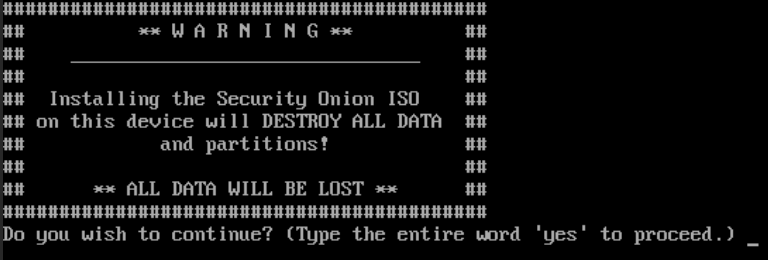 ###########################################
## ** W A R N I N G ** ##
## _______________________________ ##
## ##
## Installing the Security Onion ISO ##
## on this device will DESTROY ALL DATA ##
## and partitions! ##
## ##
## ** ALL DATA WILL BE LOST ** ##
###########################################
Do you wish to continue? (Type the entire word 'yes' to proceed.) _